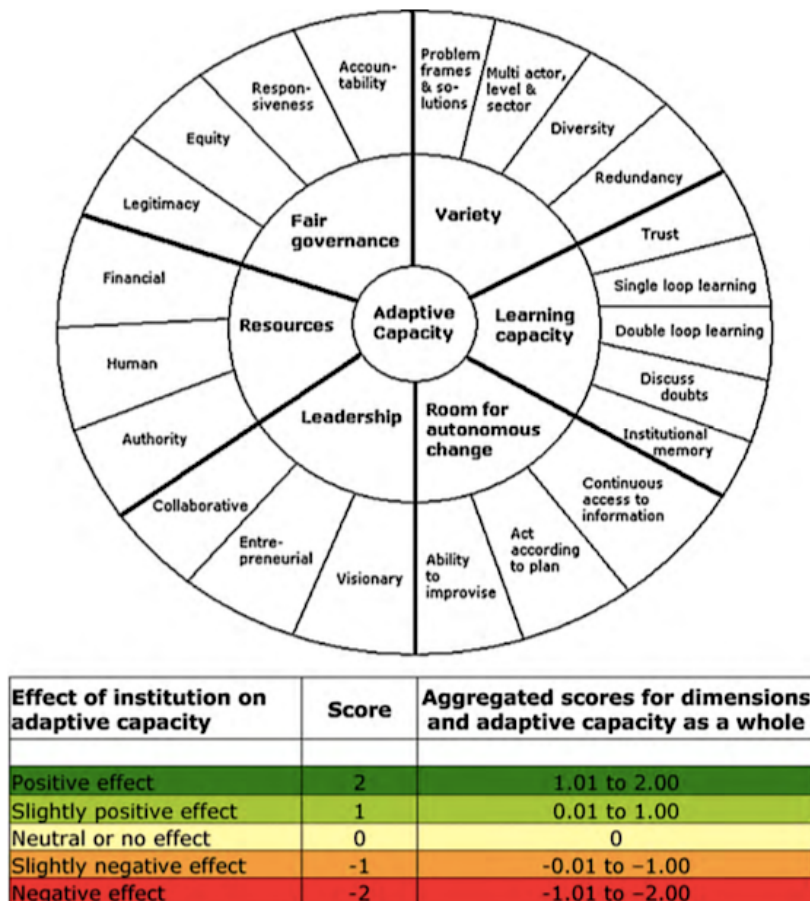 Problem
frames
& so-
lutions
Multi actor,
level &
sector
Diversity
Redundancy
Trust
Single loop learning
Double loop learning
Discuss
doubts
Institutional
memory
Continuous
access to
information
Act
according
to plan
Ability
to
improvise
Visionary
Entre-
preneurial
Collaborative
Authority
Human
Financial
Legitimacy
Equity
Respon-
siveness
Accoun-
tability
Fair
governance
Variety
Resources
Adaptive
Capacity
Learning
capacity
Leadership
Room for
autonomous
change
Effect of institution on
adaptive capacity
Score
Aggregated scores for dimensions
and adaptive capacity as a whole
Positive effect 2 1.01 to 2.00
Slightly positive effect 1 0.01 to 1.00
Neutral or no effect 0 0
Slightly negative effect -1 -0.01 to –1.00
Negative effect -2 -1.01 to –2.00